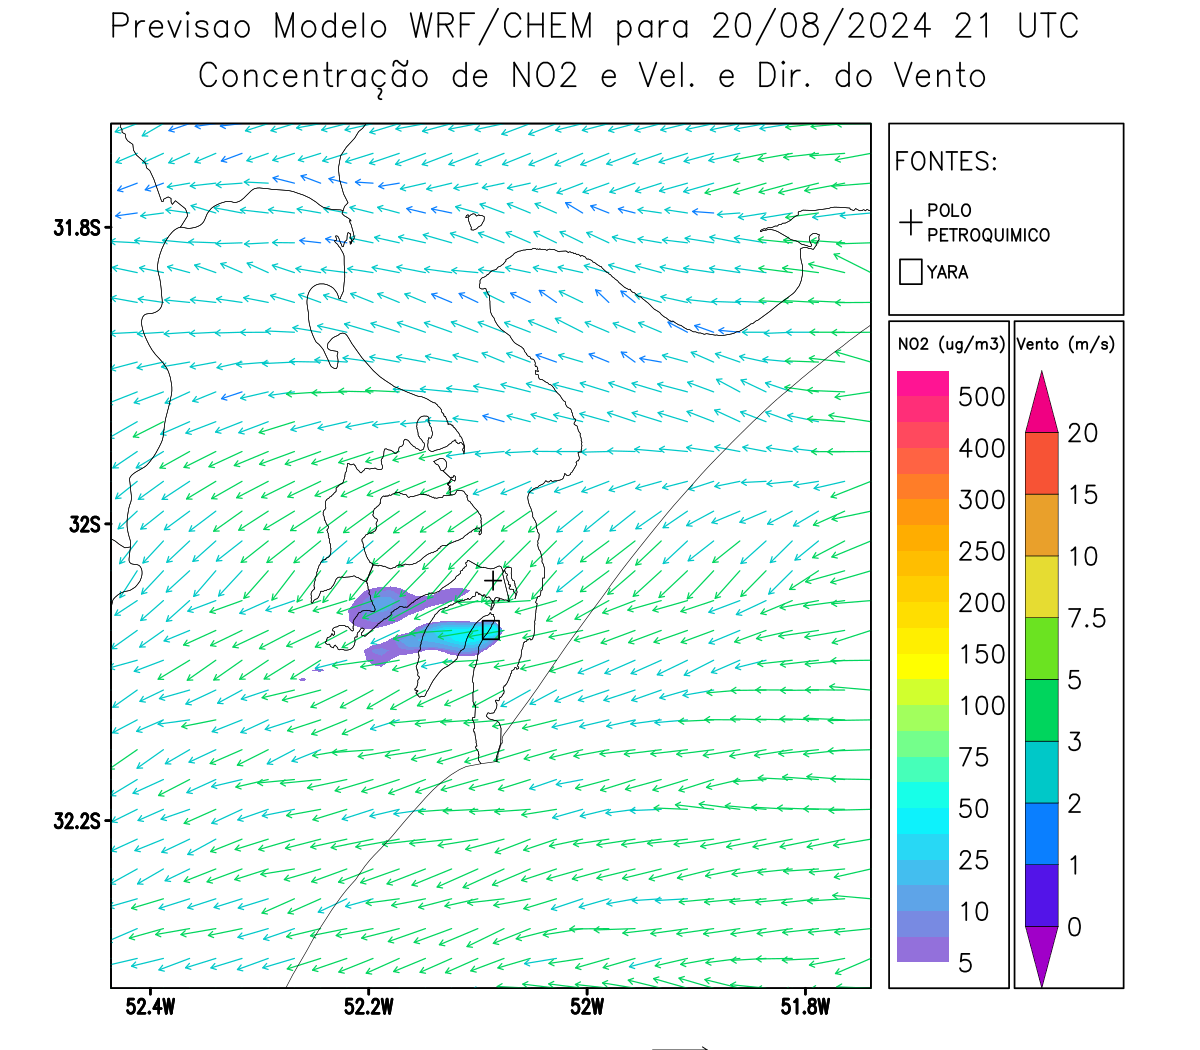 Previsao Modelo WRF/CHEM para 20/08/2024 21 UTC
Concentração de NO2 e Vel. e Dir. do Vento
FONTES:
POLO
PETROQUIMICO
YARA
NO2 (ug/m3)
500
400
300
250
200
150
100
75
50
25
10
5
Vento (m/s)
20
15
10
7.5
5
3
2
1
0
31.8S
32S
32.2S
52.4W
52.2W
52W
51.8W